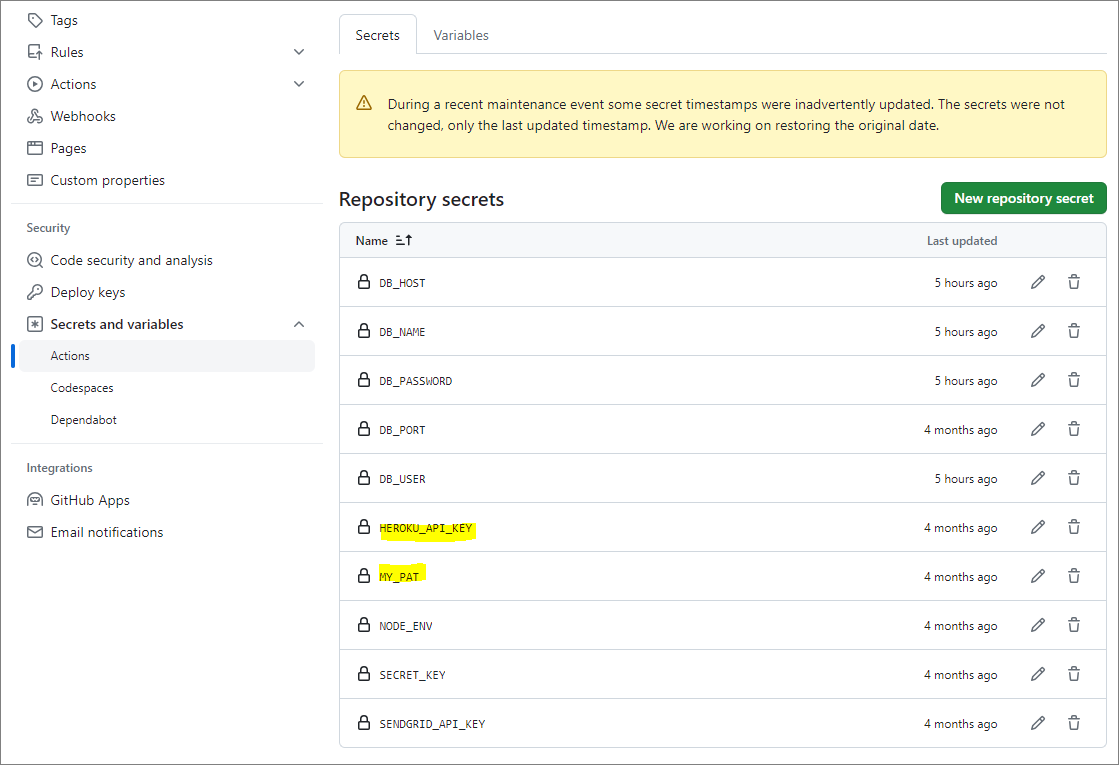 Tags
Rules
Actions
Webhooks
Pages
Custom properties
Security
Code security and analysis
Deploy keys
Secrets and variables
Actions
Codespaces
Dependabot
Integrations
GitHub Apps
Email notifications
Secrets Variables
During a recent maintenance event some secret timestamps were inadvertently updated. The secrets were not
changed, only the last updated timestamp. We are working on restoring the original date.
Repository secrets New repository secret
Name Last updated
DB_HOST 5 hours ago
DB_NAME 5 hours ago
DB_PASSWORD 5 hours ago
DB_PORT 4 months ago
DB_USER 5 hours ago
HEROKU_API_KEY 4 months ago
MY_PAT 4 months ago
NODE_ENV 4 months ago
SECRET_KEY 4 months ago
SENDGRID_API_KEY 4 months ago